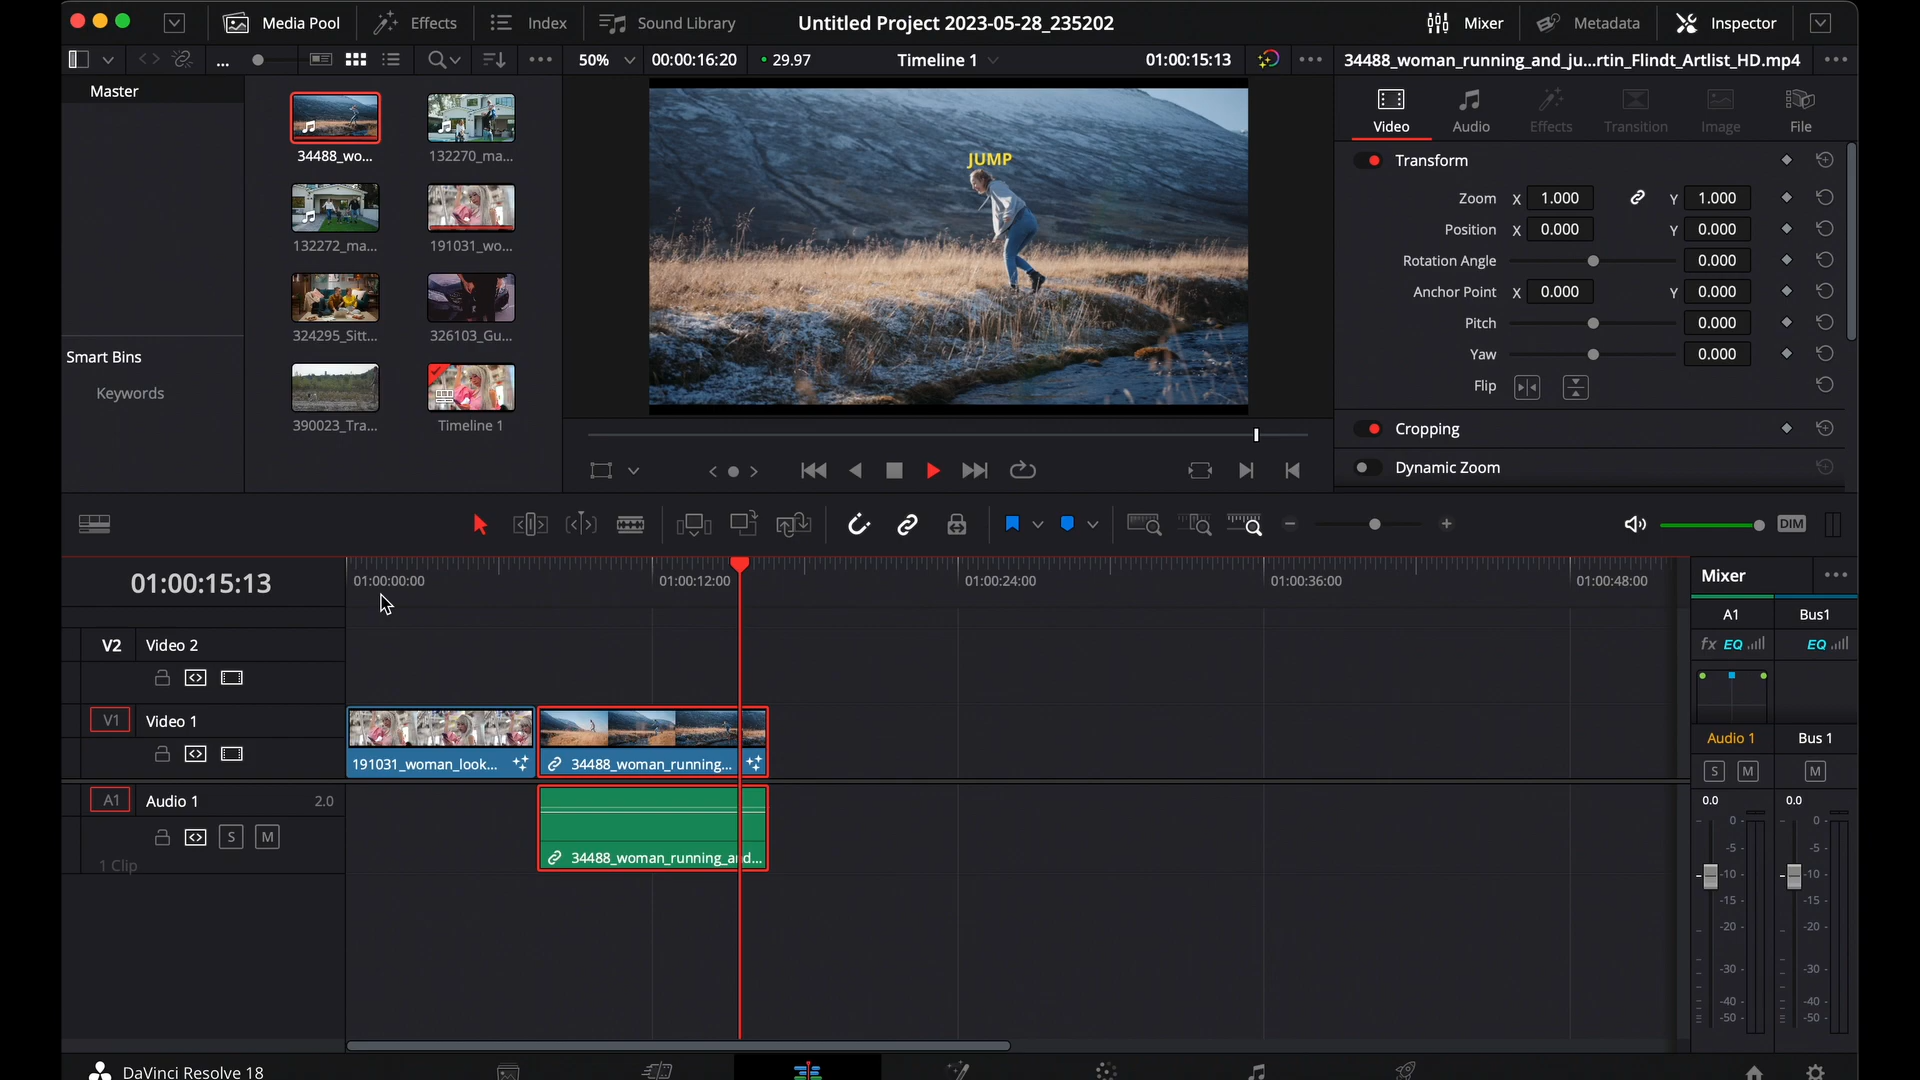 Media Pool
Effects
Index
Sound Library
Untitled Project 2023-05-28_235202
Mixer
Metadata
Inspector
...
50%
00:00:16:20
29.97
Timeline 1
01:00:15:13
34488_woman_running_and_ju...rtin_Flindt_Artlist_HD.mp4
Master
34488_wo...
132270_ma...
132272_ma...
191031_wo...
324295_Sitt...
326103_Gu...
390023_Tra...
Timeline 1
Smart Bins
Keywords
JUMP
Video
Audio
Effects
Transition
Image
File
Transform
Zoom X 1.000 Y 1.000
Position X 0.000 Y 0.000
Rotation Angle 0.000
Anchor Point X 0.000 Y 0.000
Pitch 0.000
Yaw 0.000
Flip
Cropping
Dynamic Zoom
DIM
01:00:15:13
01:00:00:00
01:00:12:00
01:00:24:00
01:00:36:00
01:00:48:00
V2 Video 2
V1 Video 1
191031_woman_look...
34488_woman_running...
A1 Audio 1 2.0
S M
1 Clip
34488_woman_running_and...
Mixer
A1 Bus1
fx EQ EQ
Audio 1 Bus 1
S M M
0.0 0.0
0 0
-5 -5
-10 -10
-15 -15
-20 -20
-30 -30
-40 -40
-50 -50
DaVinci Resolve 18